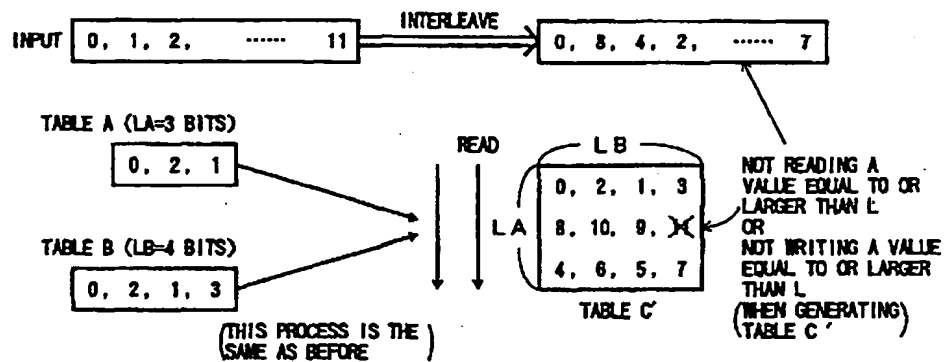 INTERLEAVE
INPUT 0, 1, 2, ...... 11
0, 8, 4, 2, ...... 7
TABLE A (LA=3 BITS)
0, 2, 1
TABLE B (LB=4 BITS)
0, 2, 1, 3
(THIS PROCESS IS THE
SAME AS BEFORE)
READ
LB
LA
0, 2, 1, 3
8, 10, 9,
4, 6, 5, 7
TABLE C'
NOT READING A
VALUE EQUAL TO OR
LARGER THAN L
OR
NOT WRITING A VALUE
EQUAL TO OR LARGER
THAN L
(WHEN GENERATING
TABLE C')